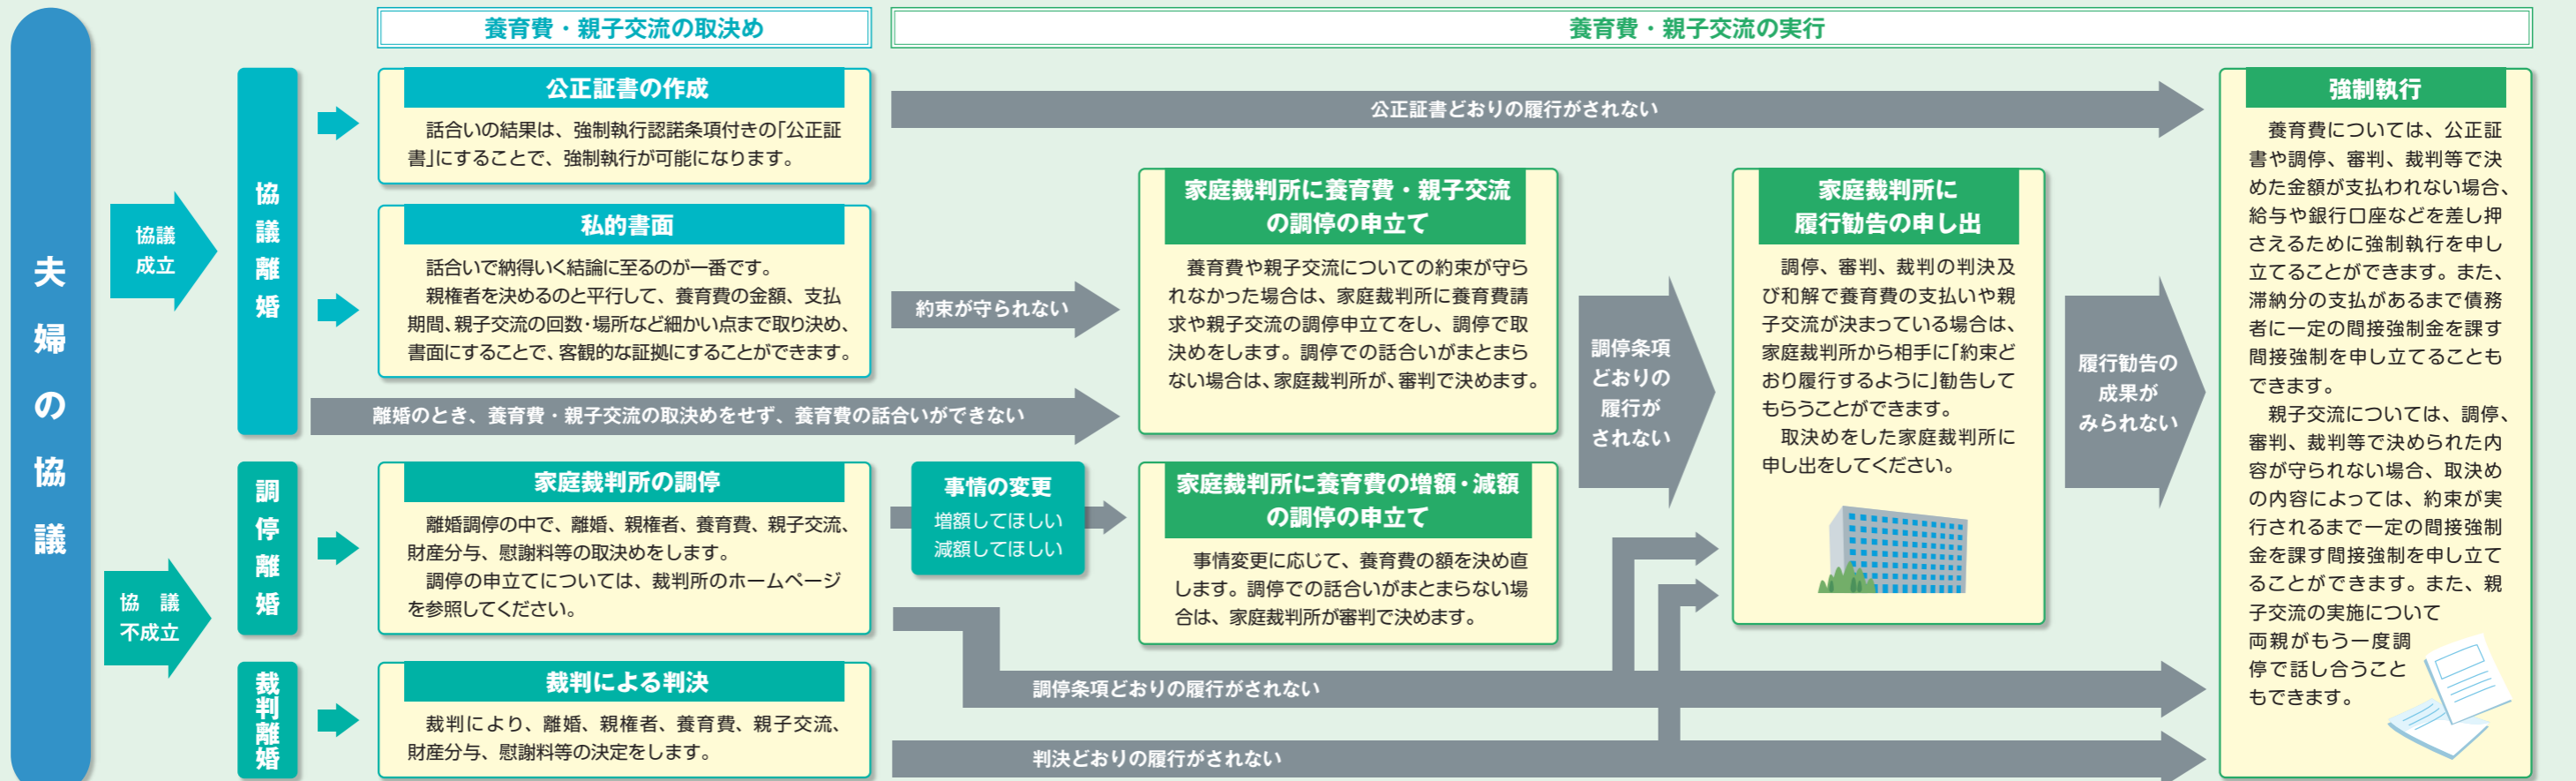 養育費・親子交流の取決め
養育費・親子交流の実行
夫婦の協議
協議
成立
協議離婚
公正証書の作成
話合いの結果は、強制執行認諾条項付きの「公正証
書」にすることで、強制執行が可能になります。
公正証書どおりの履行がされない
私的書面
話合いで納得いく結論に至るのが一番です。
親権者を決めるのと平行して、養育費の金額、支払
期間、親子交流の回数・場所など細かい点まで取り決め、
書面にすることで、客観的な証拠にすることができます。
約束が守られない
離婚のとき、養育費・親子交流の取決めをせず、養育費の話合いができない
家庭裁判所に養育費・親子交流
の調停の申立て
養育費や親子交流についての約束が守ら
れなかった場合は、家庭裁判所に養育費請
求や親子交流の調停申立てをし、調停で取
決めをします。調停での話合いがまとまら
ない場合は、家庭裁判所が、審判で決めます。
協 議
不成立
調停離婚
家庭裁判所の調停
離婚調停の中で、離婚、親権者、養育費、親子交流、
財産分与、慰謝料等の取決めをします。
調停の申立てについては、裁判所のホームページ
を参照してください。
事情の変更
増額してほしい
減額してほしい
家庭裁判所に養育費の増額・減額
の調停の申立て
事情変更に応じて、養育費の額を決め直
します。調停での話合いがまとまらない場
合は、家庭裁判所が審判で決めます。
調停条項
どおりの
履行が
されない
家庭裁判所に
履行勧告の申し出
調停、審判、裁判の判決及
び和解で養育費の支払いや親
子交流が決まっている場合は、
家庭裁判所から相手に「約束ど
おり履行するように」勧告して
もらうことができます。
取決めをした家庭裁判所に
申し出をしてください。
履行勧告の
成果が
みられない
調停条項どおりの履行がされない
裁判離婚
裁判による判決
裁判により、離婚、親権者、養育費、親子交流、
財産分与、慰謝料等の決定をします。
判決どおりの履行がされない
強制執行
養育費については、公正証
書や調停、審判、裁判等で決
めた金額が支払われない場合、
給与や銀行口座などを差し押
さえるために強制執行を申し
立てることができます。また、
滞納分の支払があるまで債務
者に一定の間接強制金を課す
間接強制を申し立てることも
できます。
親子交流については、調停、
審判、裁判等で決められた内
容が守られない場合、取決め
の内容によっては、約束が実
行されるまで一定の間接強制
金を課す間接強制を申し立て
ることができます。また、親
子交流の実施について
両親がもう一度調
停で話し合うこと
もできます。